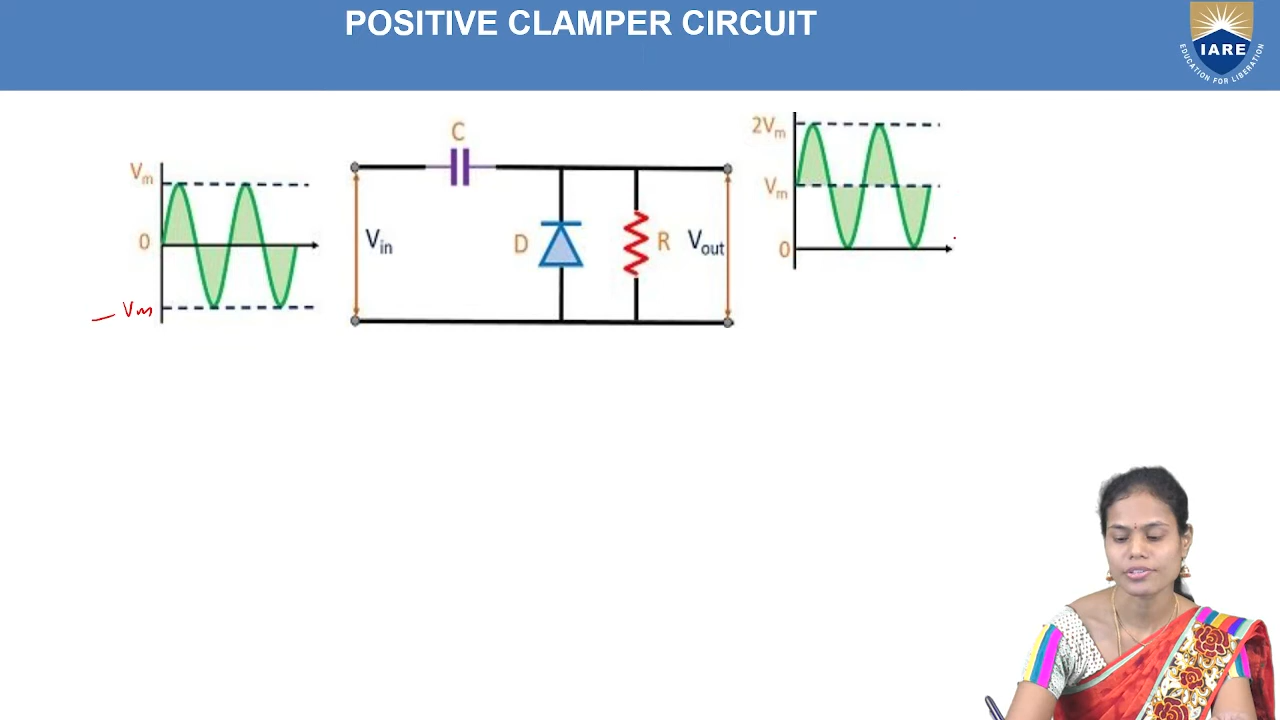 POSITIVE CLAMPER CIRCUIT
IARE
EDUCATION FOR LIBERATION
Vm
0
– Vm
C
Vin
D
R
Vout
2Vm
Vm
0